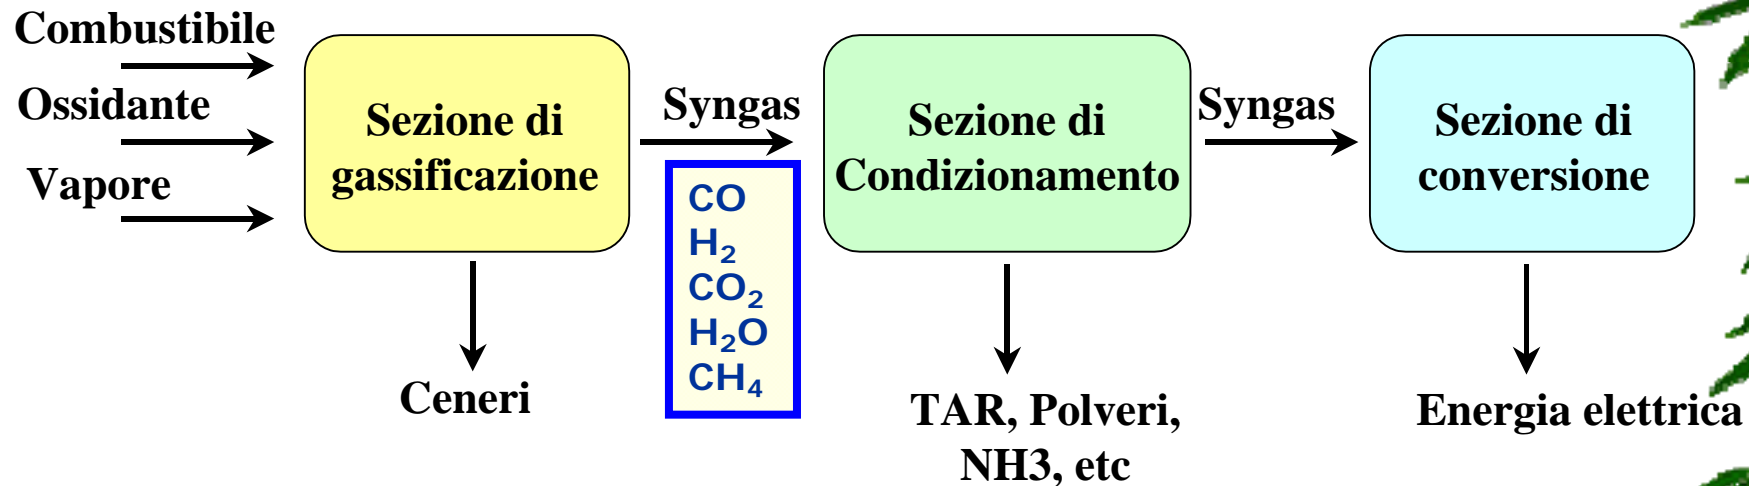 Combustibile
Ossidante
Vapore
Sezione di
gassificazione
Ceneri
Syngas
CO
H₂
CO₂
H₂O
CH₄
Sezione di
Condizionamento
TAR, Polveri,
NH3, etc
Syngas
Sezione di
conversione
Energia elettrica